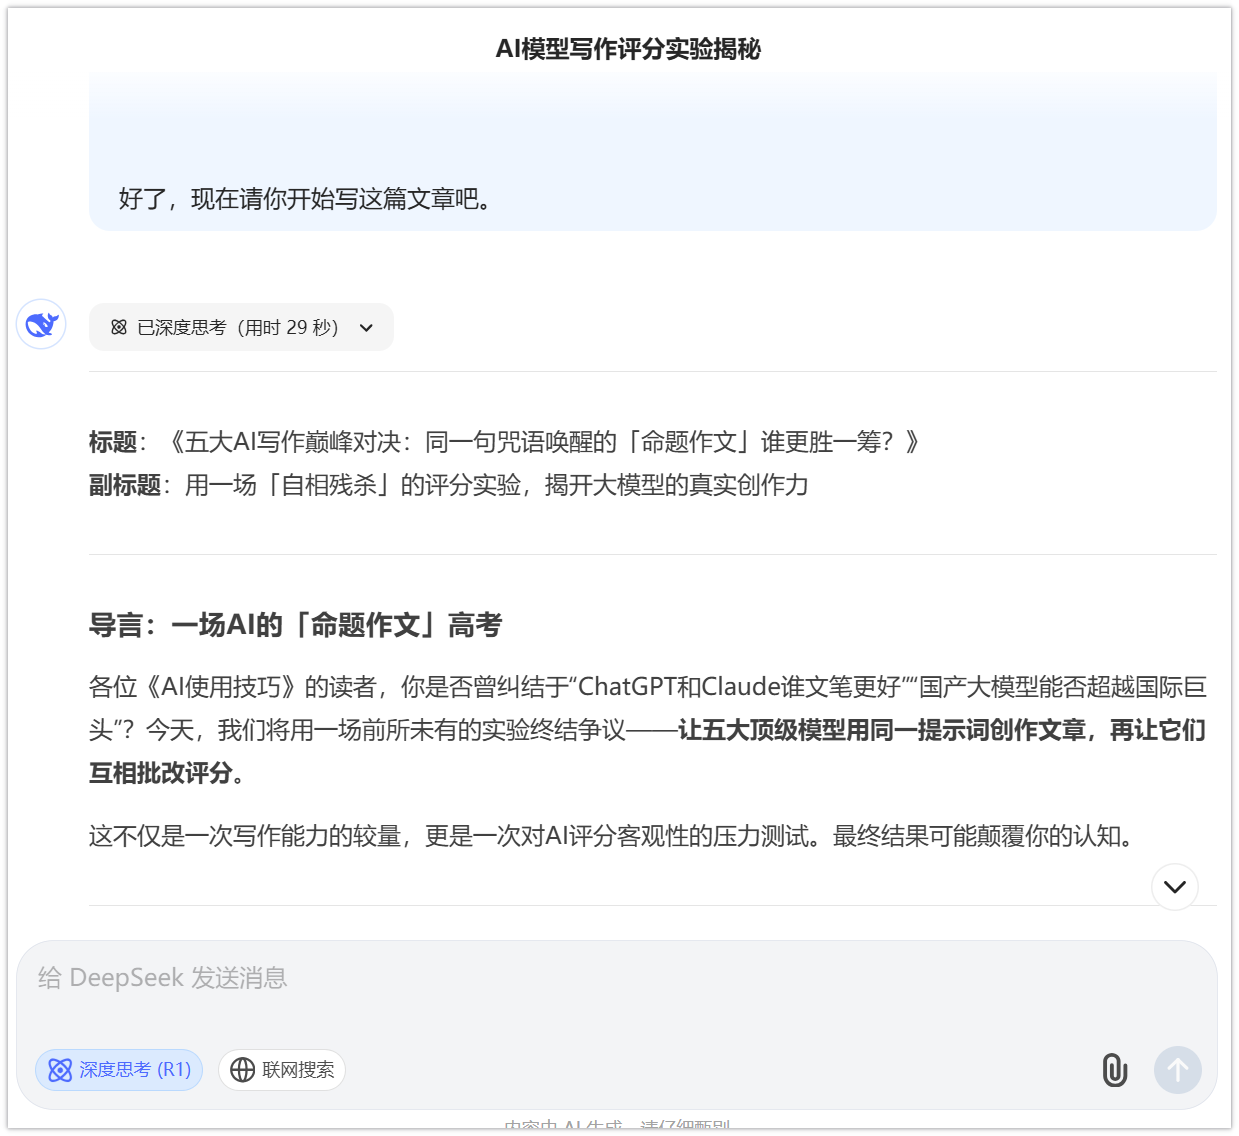 AI模型写作评分实验揭秘
好了，现在请你开始写这篇文章吧。
已深度思考（用时 29 秒）
标题：《五大AI写作巅峰对决：同一句咒语唤醒的「命题作文」谁更胜一筹？》
副标题：用一场「自相残杀」的评分实验，揭开大模型的真实创作力
导言：一场AI的「命题作文」高考
各位《AI使用技巧》的读者，你是否曾纠结于“ChatGPT和Claude谁文笔更好”“国产大模型能否超越国际巨
头”？今天，我们将用一场前所未有的实验终结争议——让五大顶级模型用同一提示词创作文章，再让它们
互相批改评分。
这不仅是一次写作能力的较量，更是一次对AI评分客观性的压力测试。最终结果可能颠覆你的认知。
给 DeepSeek 发送消息
深度思考 (R1)
联网搜索
内容由 AI 生成，请仔细甄别